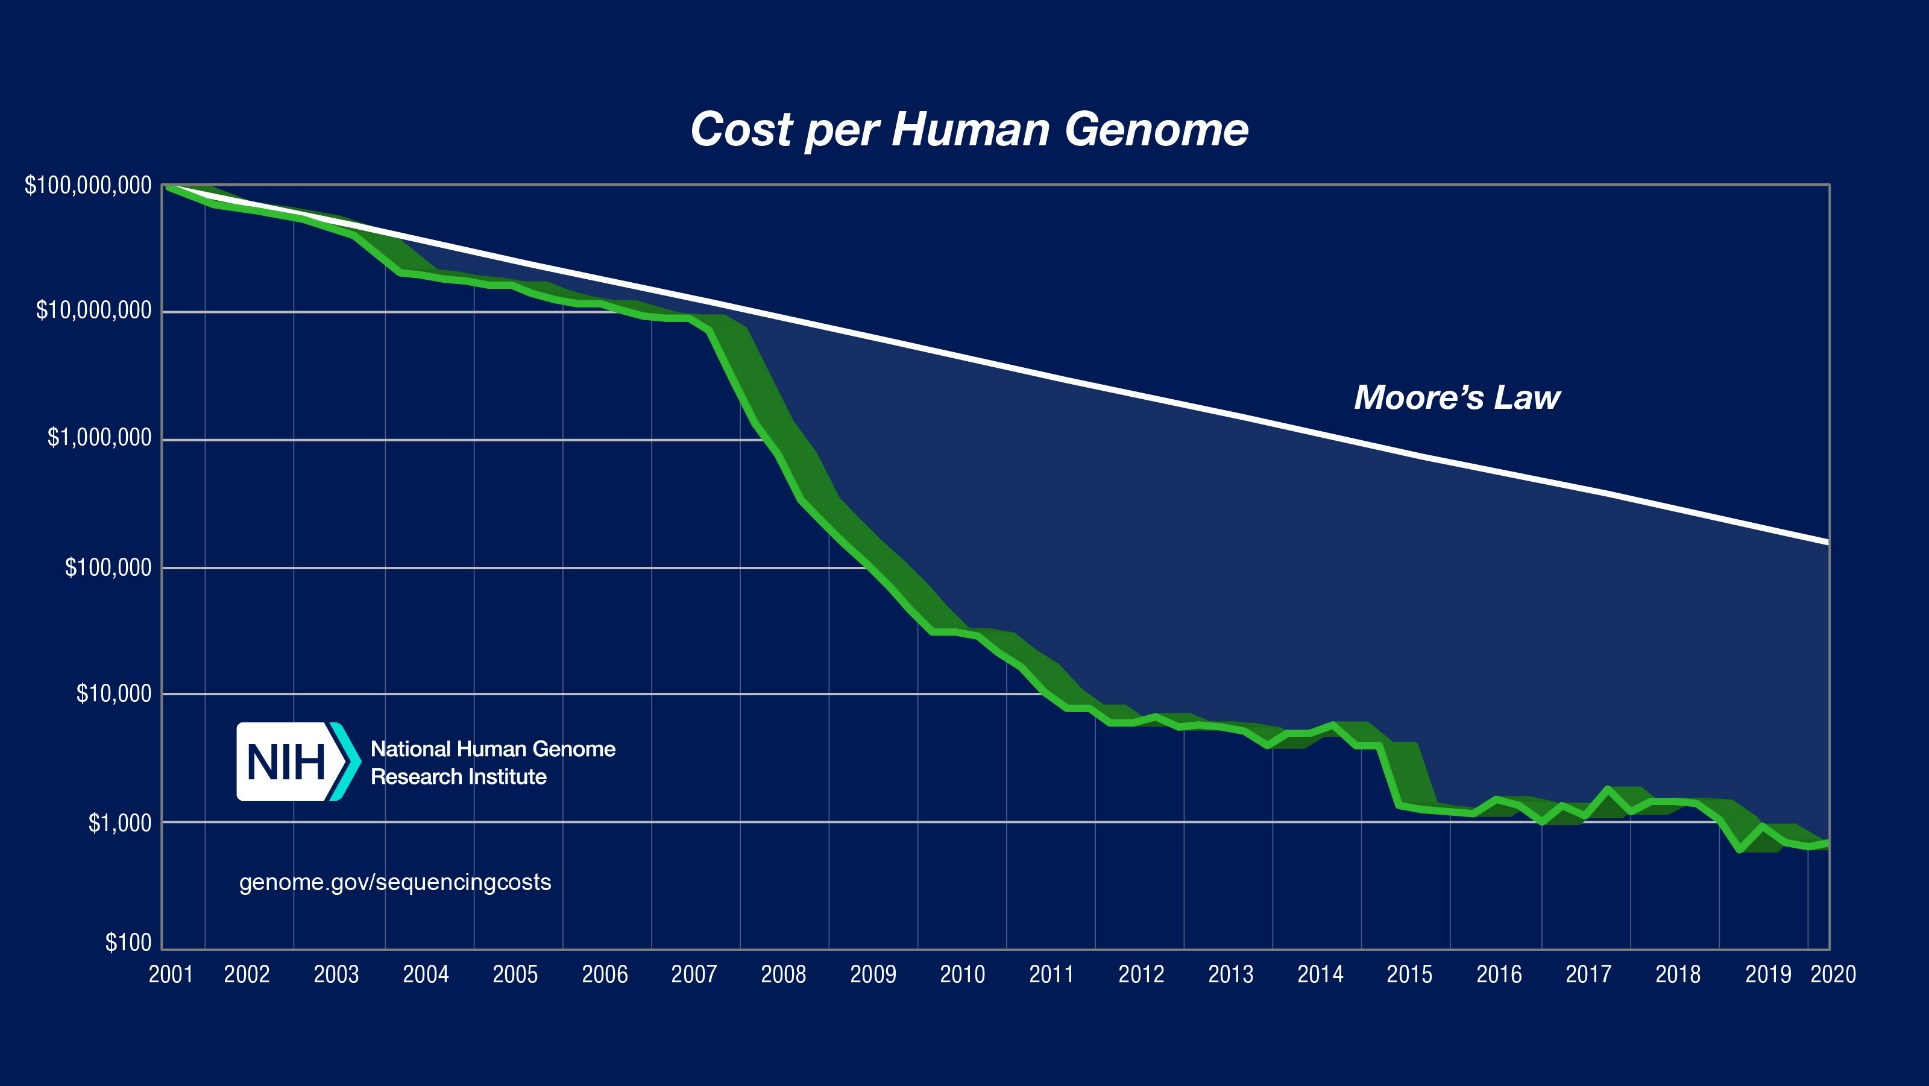 Cost per Human Genome
$100,000,000
$10,000,000
$1,000,000
$100,000
$10,000
$1,000
$100
Moore's Law
NIH
National Human Genome
Research Institute
genome.gov/sequencingcosts
2001 2002 2003 2004 2005 2006 2007 2008 2009 2010 2011 2012 2013 2014 2015 2016 2017 2018 2019 2020